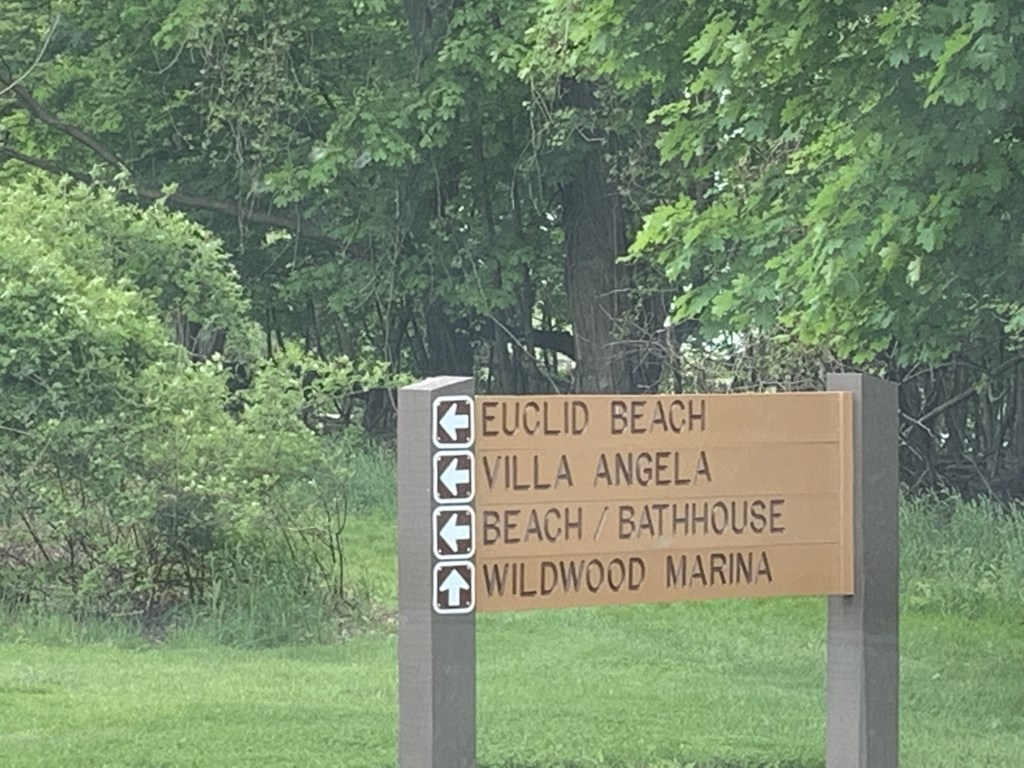 EUCLID BEACH
VILLA ANGELA
BEACH / BATHHOUSE
WILDWOOD MARINA